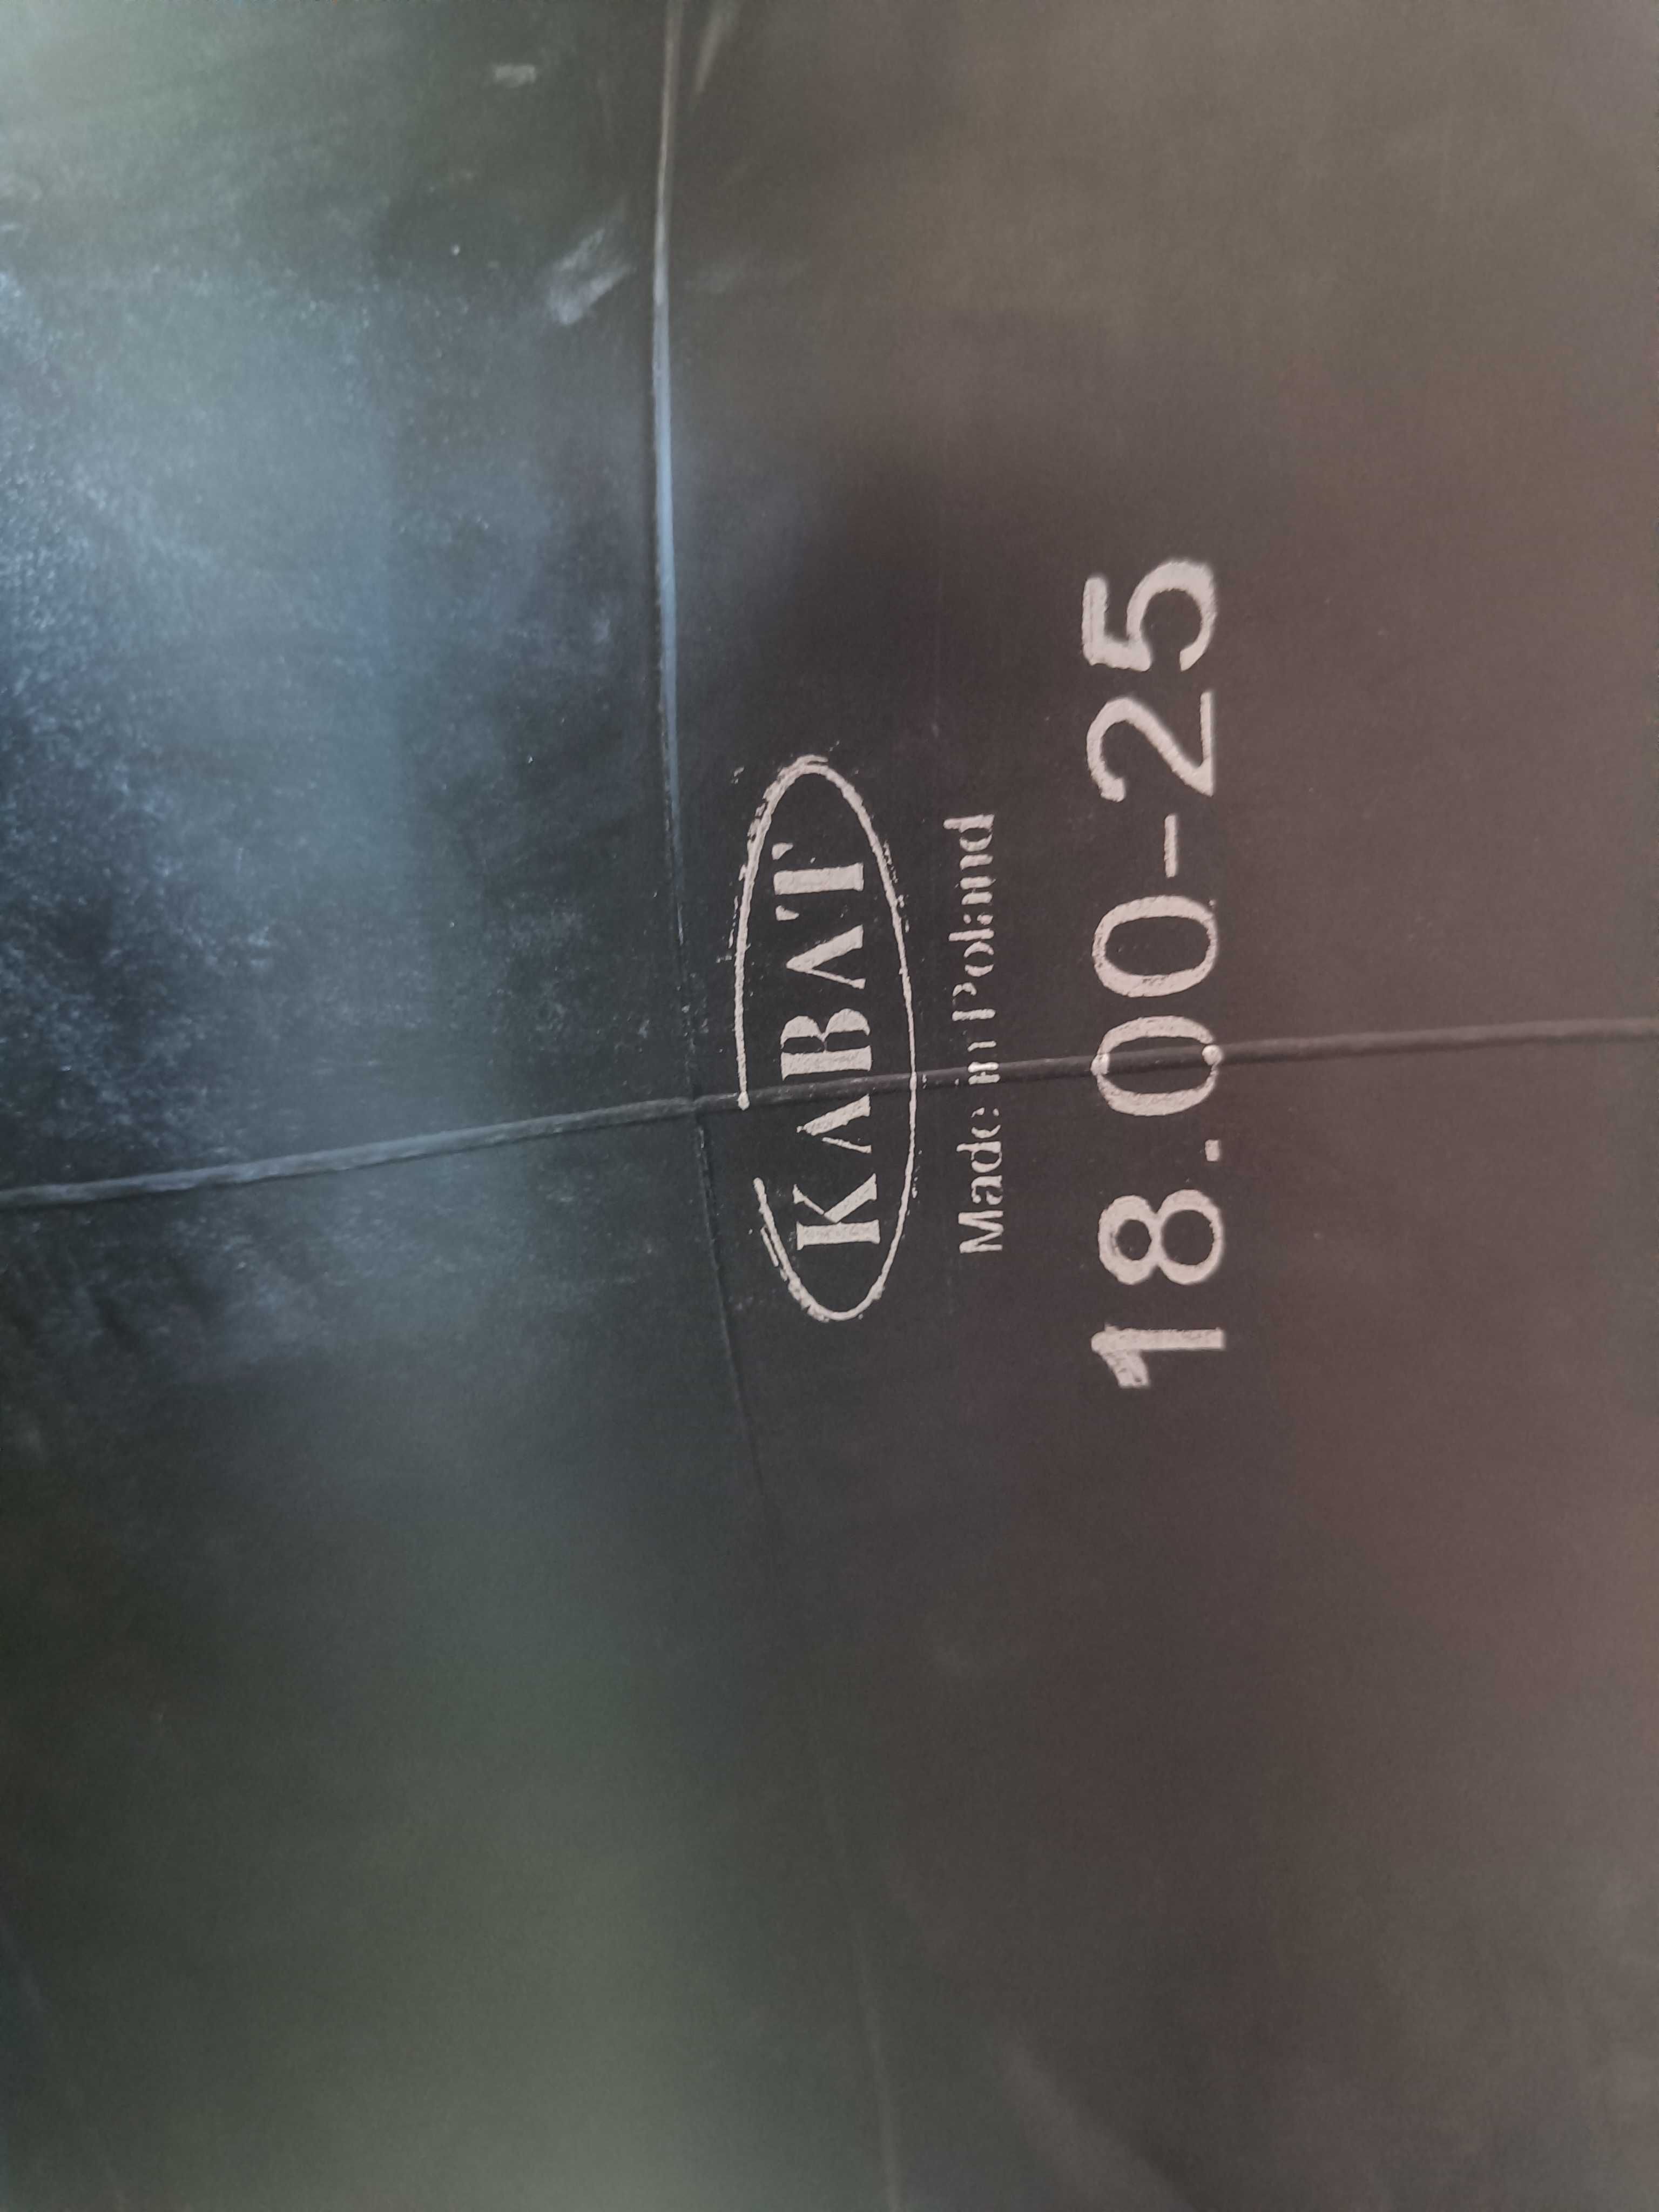 KABAT
Made in Poland
18.00-25